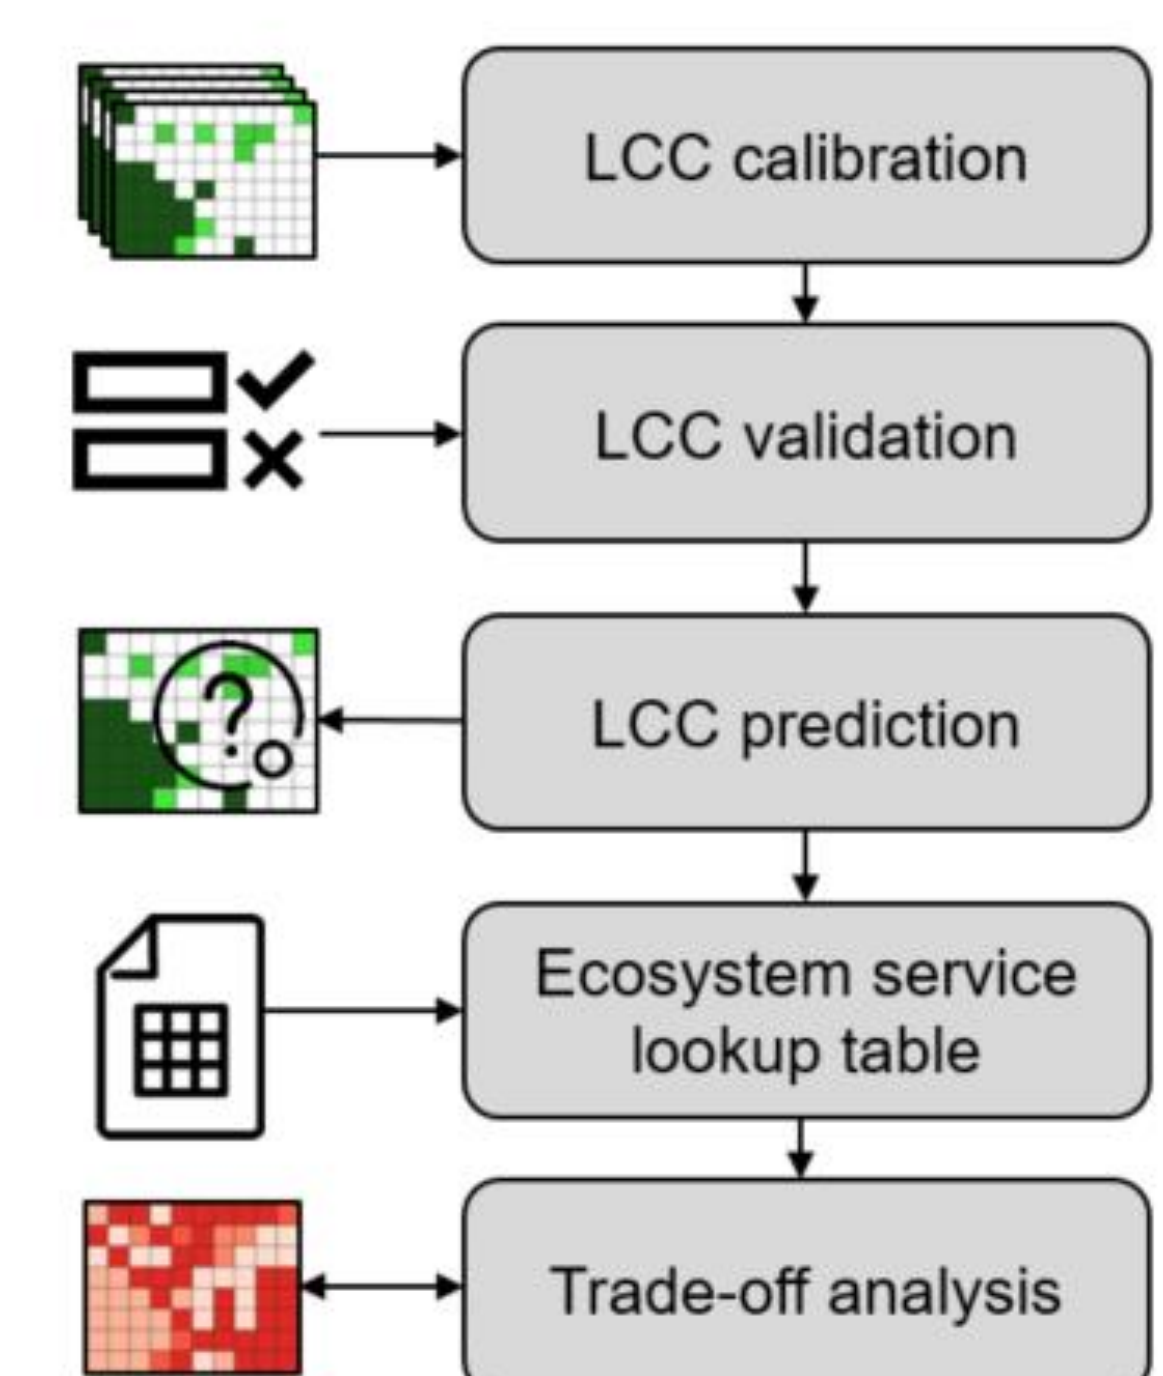 LCC calibration
LCC validation
LCC prediction
Ecosystem service
lookup table
Trade-off analysis